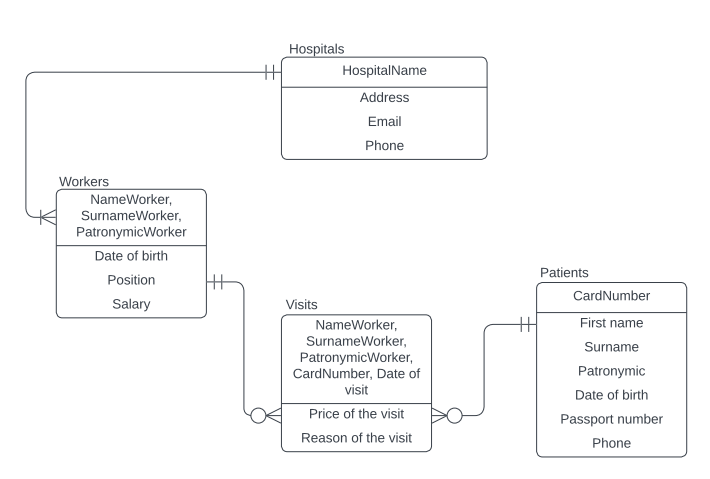 Hospitals
HospitalName
Address
Email
Phone
Workers
NameWorker,
SurnameWorker,
PatronymicWorker
Date of birth
Position
Salary
Visits
NameWorker,
SurnameWorker,
PatronymicWorker,
CardNumber, Date of
visit
Price of the visit
Reason of the visit
Patients
CardNumber
First name
Surname
Patronymic
Date of birth
Passport number
Phone